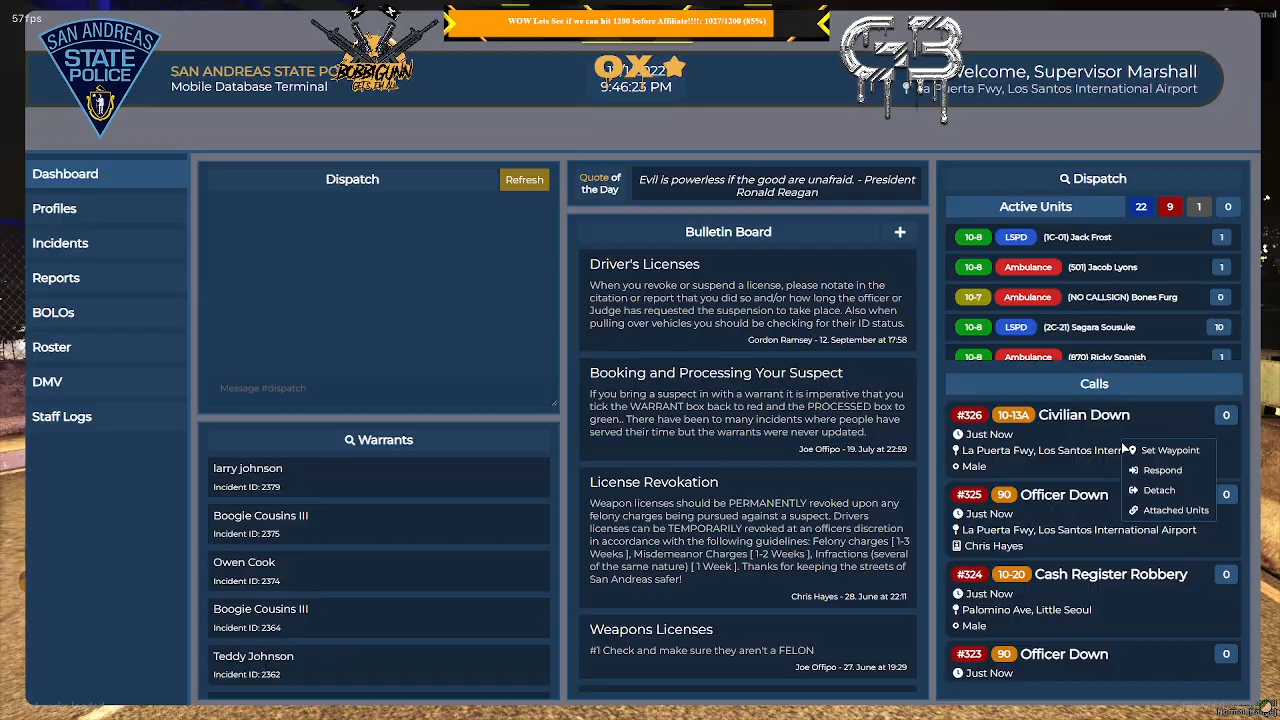 57fps
WOW Lets See if we can hit 1200 before Affiliate!!!!: 1027/1200 (85%)
SAN ANDREAS
STATE
POLICE
SAN ANDREAS STATE PO
Mobile Database Terminal
BOBBIGUNN
OX
9:46:23 PM
GB
Welcome, Supervisor Marshall
La Puerta Fwy, Los Santos International Airport
Dashboard
Profiles
Incidents
Reports
BOLOs
Roster
DMV
Staff Logs
Dispatch
Refresh
Message #dispatch
Warrants
larry johnson
Incident ID: 2379
Boogie Cousins III
Incident ID: 2375
Owen Cook
Incident ID: 2374
Boogie Cousins III
Incident ID: 2364
Teddy Johnson
Incident ID: 2362
Quote of
the Day
Evil is powerless if the good are unafraid. - President
Ronald Reagan
Bulletin Board
+
Driver's Licenses
When you revoke or suspend a license, please notate in the
citation or report that you did so and/or how long the officer or
Judge has requested the suspension to take place. Also when
pulling over vehicles you should be checking for their ID status.
Gordon Ramsey - 12. September at 17:58
Booking and Processing Your Suspect
If you bring a suspect in with a warrant it is imperative that you
tick the WARRANT box back to red and the PROCESSED box to
green.. There have been many incidents where people have
served their time but the warrants were never updated.
Joe Offipo - 19. July at 22:59
License Revokation
Weapon licenses should be PERMANENTLY revoked upon any
felony charges being pursued against a suspect. Drivers
licenses can be TEMPORARILY revoked at an officers discretion
in accordance with the following guidelines: Felony charges [ 1-3
Weeks ], Misdemeanor Charges [ 1-2 Weeks ], Infractions (several
of the same nature) [ 1 Week ]. Thanks for keeping the streets of
San Andreas safer!
Chris Hayes - 28. June at 22:11
Weapons Licenses
#1 Check and make sure they aren't a FELON
Joe Offipo - 27. June at 19:29
Dispatch
Active Units 22 9 1 0
10-8 LSPD (1C-01) Jack Frost 1
10-8 Ambulance (501) Jacob Lyons 1
10-7 Ambulance (NO CALLSIGN) Bones Furg 0
10-8 LSPD (2C-21) Sagara Sousuke 10
10-8 Ambulance (870) Ricky Spanish 1
Calls
#326 10-13A Civilian Down 0
Just Now
La Puerta Fwy, Los Santos Intern
Male
Set Waypoint
Respond
Detach
Attached Units
#325 90 Officer Down 0
Just Now
La Puerta Fwy, Los Santos International Airport
Chris Hayes
#324 10-20 Cash Register Robbery 0
Just Now
Palomino Ave, Little Seoul
Male
#323 90 Officer Down 0
Just Now